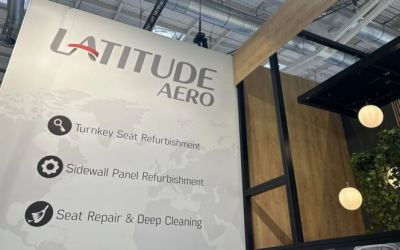 LATITUDE
AERO
Turnkey Seat Refurbishment
Sidewall Panel Refurbishment
Seat Repair & Deep Cleaning